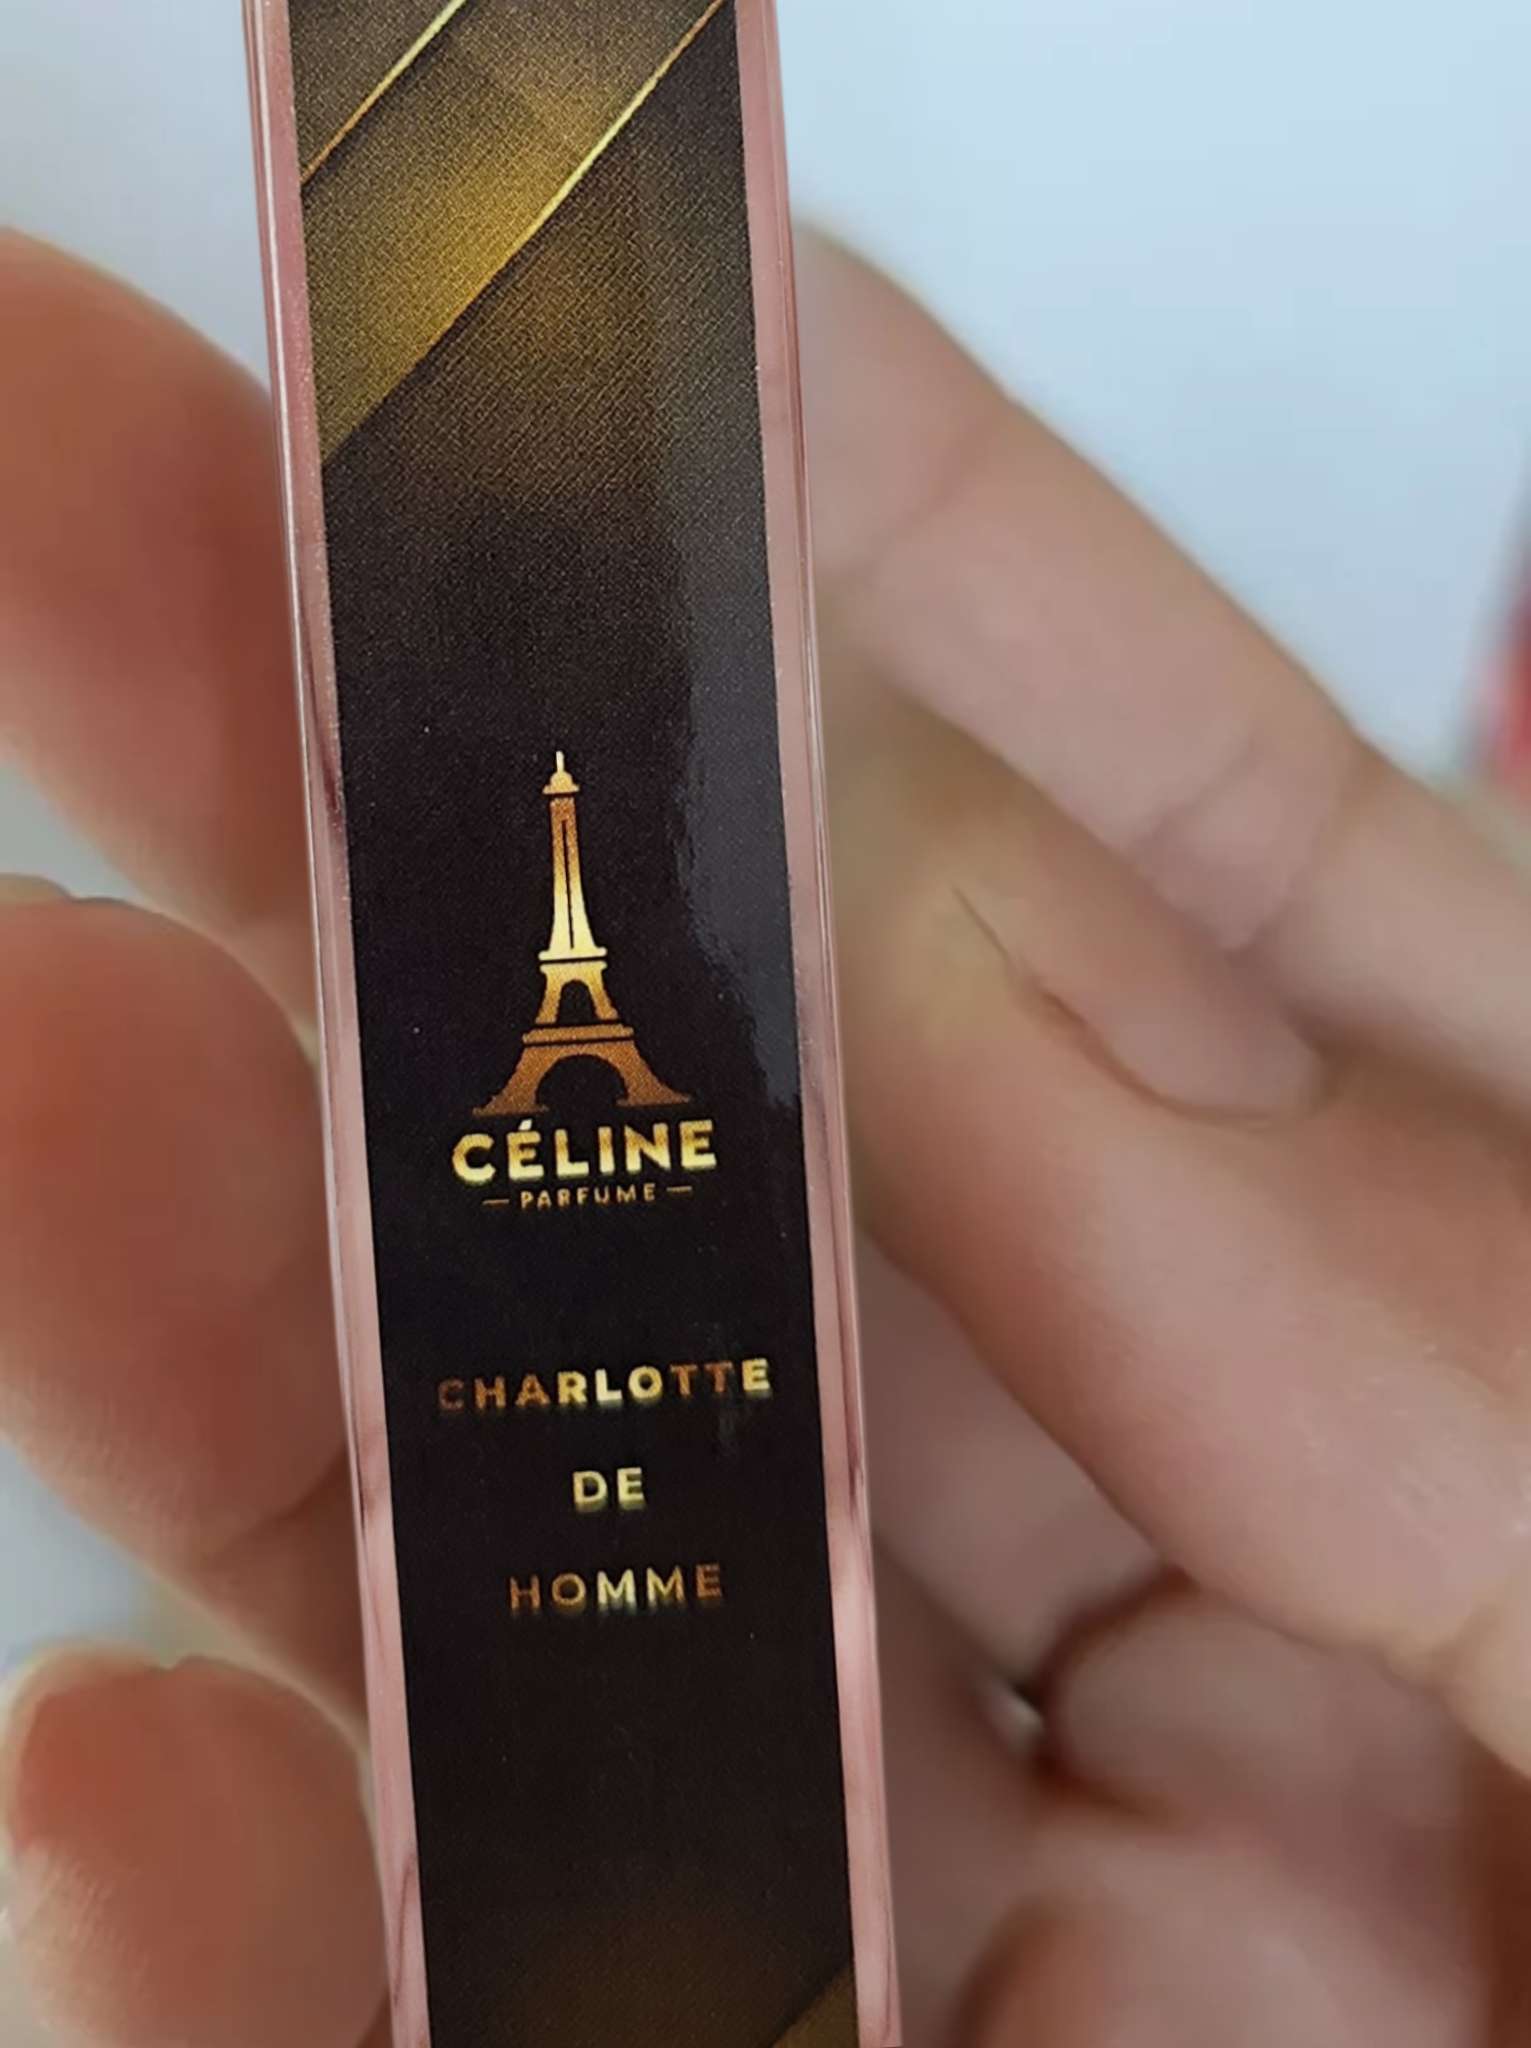 CÉLINE
— PARFUME —
CHARLOTTE
DE
HOMME